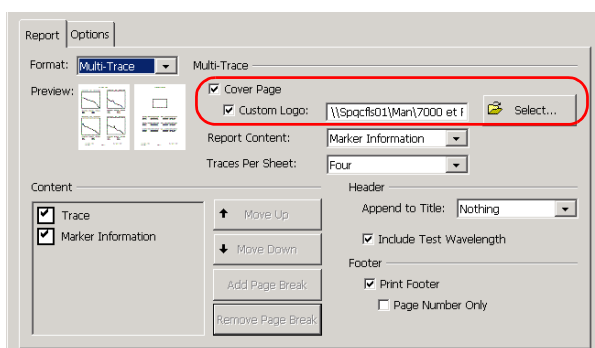 Report Options
Format: Multi-Trace Multi-Trace
Preview: Cover Page
Custom Logo: \\Spqcfls01\Man\7000 et F Select...
Report Content: Marker Information
Traces Per Sheet: Four
Content Header
Trace Move Up Append to Title: Nothing
Marker Information Move Down Include Test Wavelength
Footer
Add Page Break Print Footer
Remove Page Break Page Number Only